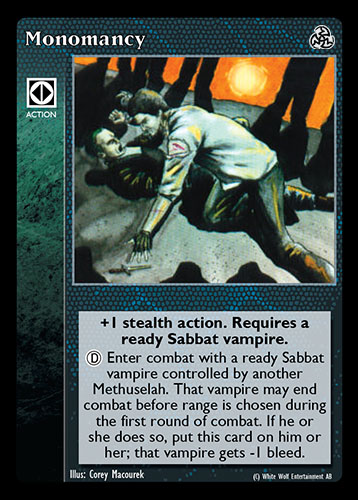 Monomancy
ACTION
+1 stealth action. Requires a
ready Sabbat vampire.
D Enter combat with a ready Sabbat
vampire controlled by another
Methuselah. That vampire may end
combat before range is chosen during
the first round of combat. If he or
she does so, put this card on him or
her; that vampire gets -1 bleed.
Illus: Corey Macourek
(C) White Wolf Entertainment AB